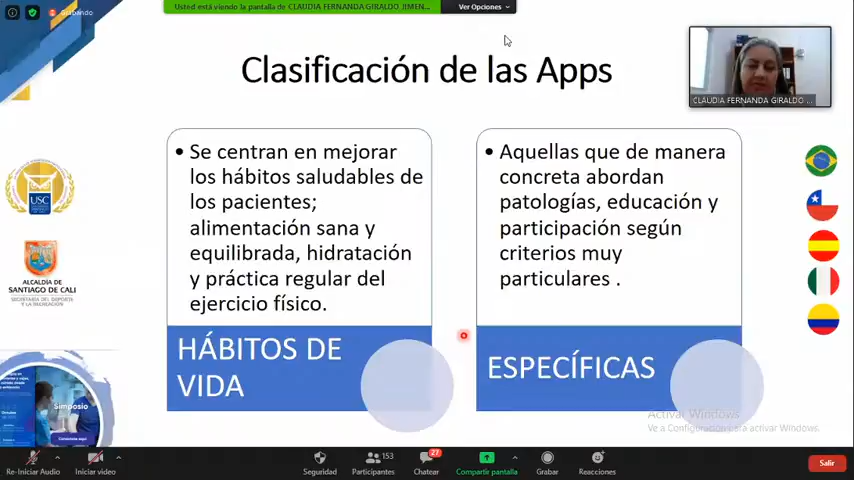 Grabando
Usted está viendo la pantalla de CLAUDIA FERNANDA GIRALDO JIMEN...
Ver Opciones
Clasificación de las Apps
CLAUDIA FERNANDA GIRALDO ...
• Se centran en mejorar
los hábitos saludables de
los pacientes;
alimentación sana y
equilibrada, hidratación
y práctica regular del
ejercicio físico.
HÁBITOS DE
VIDA
• Aquellas que de manera
concreta abordan
patologías, educación y
participación según
criterios muy
particulares .
ESPECÍFICAS
USC
ALCALDÍA DE
SANTIAGO DE CALI
SECRETARÍA DEL DEPORTE
Y LA RECREACIÓN
Simposio
Activar Windows
Ve a Configuración para activar Windows.
Re-Iniciar Audio
Iniciar video
Seguridad
153
Participantes
27
Chatear
Compartir pantalla
Grabar
Reacciones
Salir